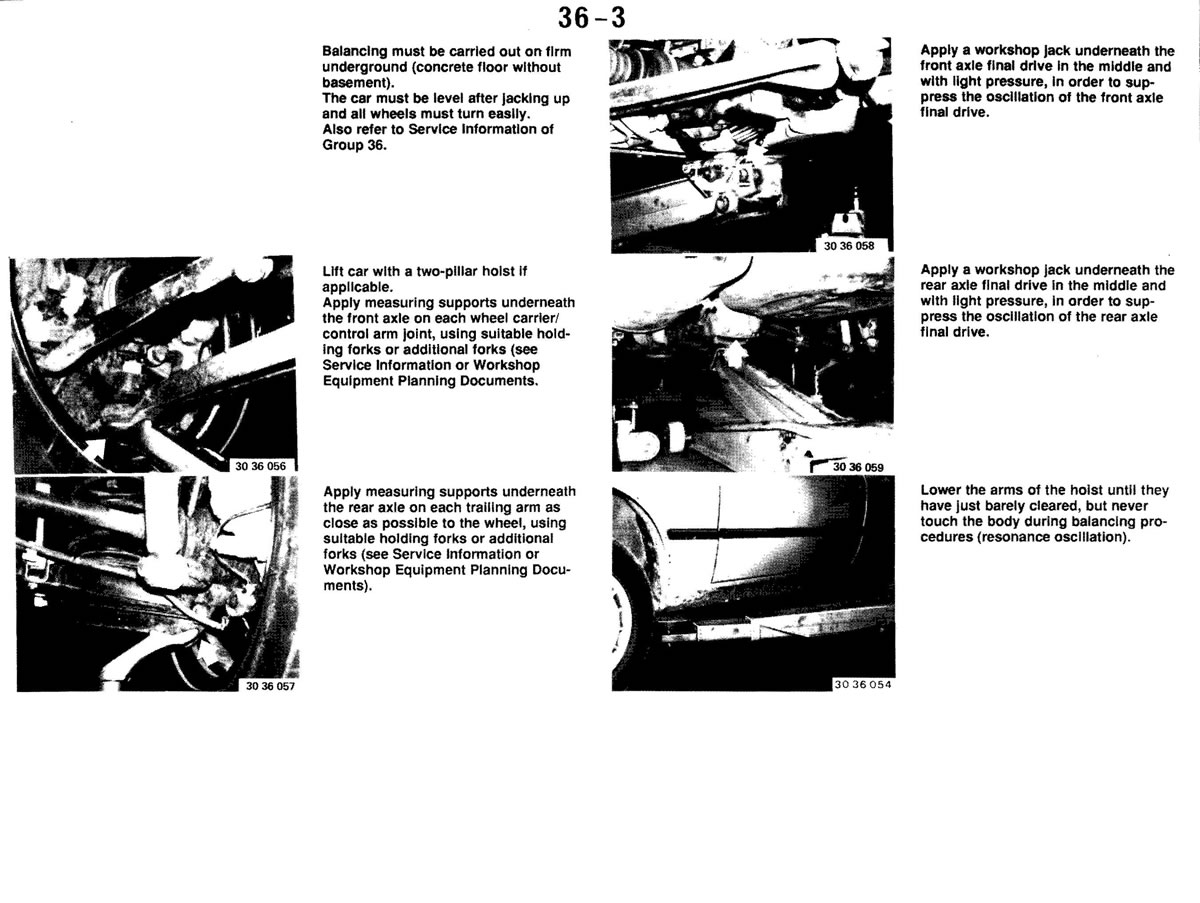 36-3
Balancing must be carried out on firm
underground (concrete floor without
basement).
The car must be level after jacking up
and all wheels must turn easily.
Also refer to Service Information of
Group 36.
30 36 056
Lift car with a two-pillar hoist if
applicable.
Apply measuring supports underneath
the front axle on each wheel carrier/
control arm joint, using suitable hold-
ing forks or additional forks (see
Service Information or Workshop
Equipment Planning Documents.
30 36 057
Apply measuring supports underneath
the rear axle on each trailing arm as
close as possible to the wheel, using
suitable holding forks or additional
forks (see Service Information or
Workshop Equipment Planning Docu-
ments).
30 36 058
Apply a workshop jack underneath the
front axle final drive in the middle and
with light pressure, in order to sup-
press the oscillation of the front axle
final drive.
30 36 059
Apply a workshop jack underneath the
rear axle final drive in the middle and
with light pressure, in order to sup-
press the oscillation of the rear axle
final drive.
30 36 054
Lower the arms of the hoist until they
have just barely cleared, but never
touch the body during balancing pro-
cedures (resonance oscillation).